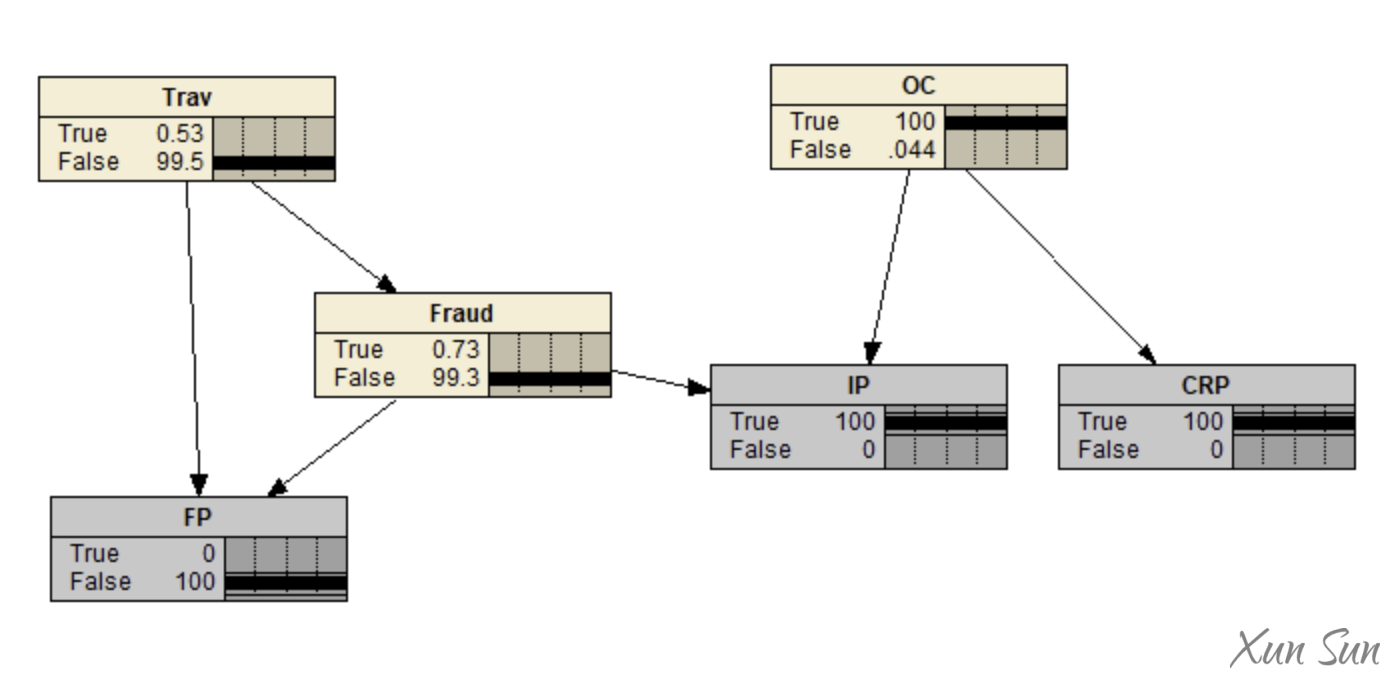 Trav
True 0.53
False 99.5
OC
True 100
False .044
Fraud
True 0.73
False 99.3
IP
True 100
False 0
CRP
True 100
False 0
FP
True 0
False 100
Xun Sun